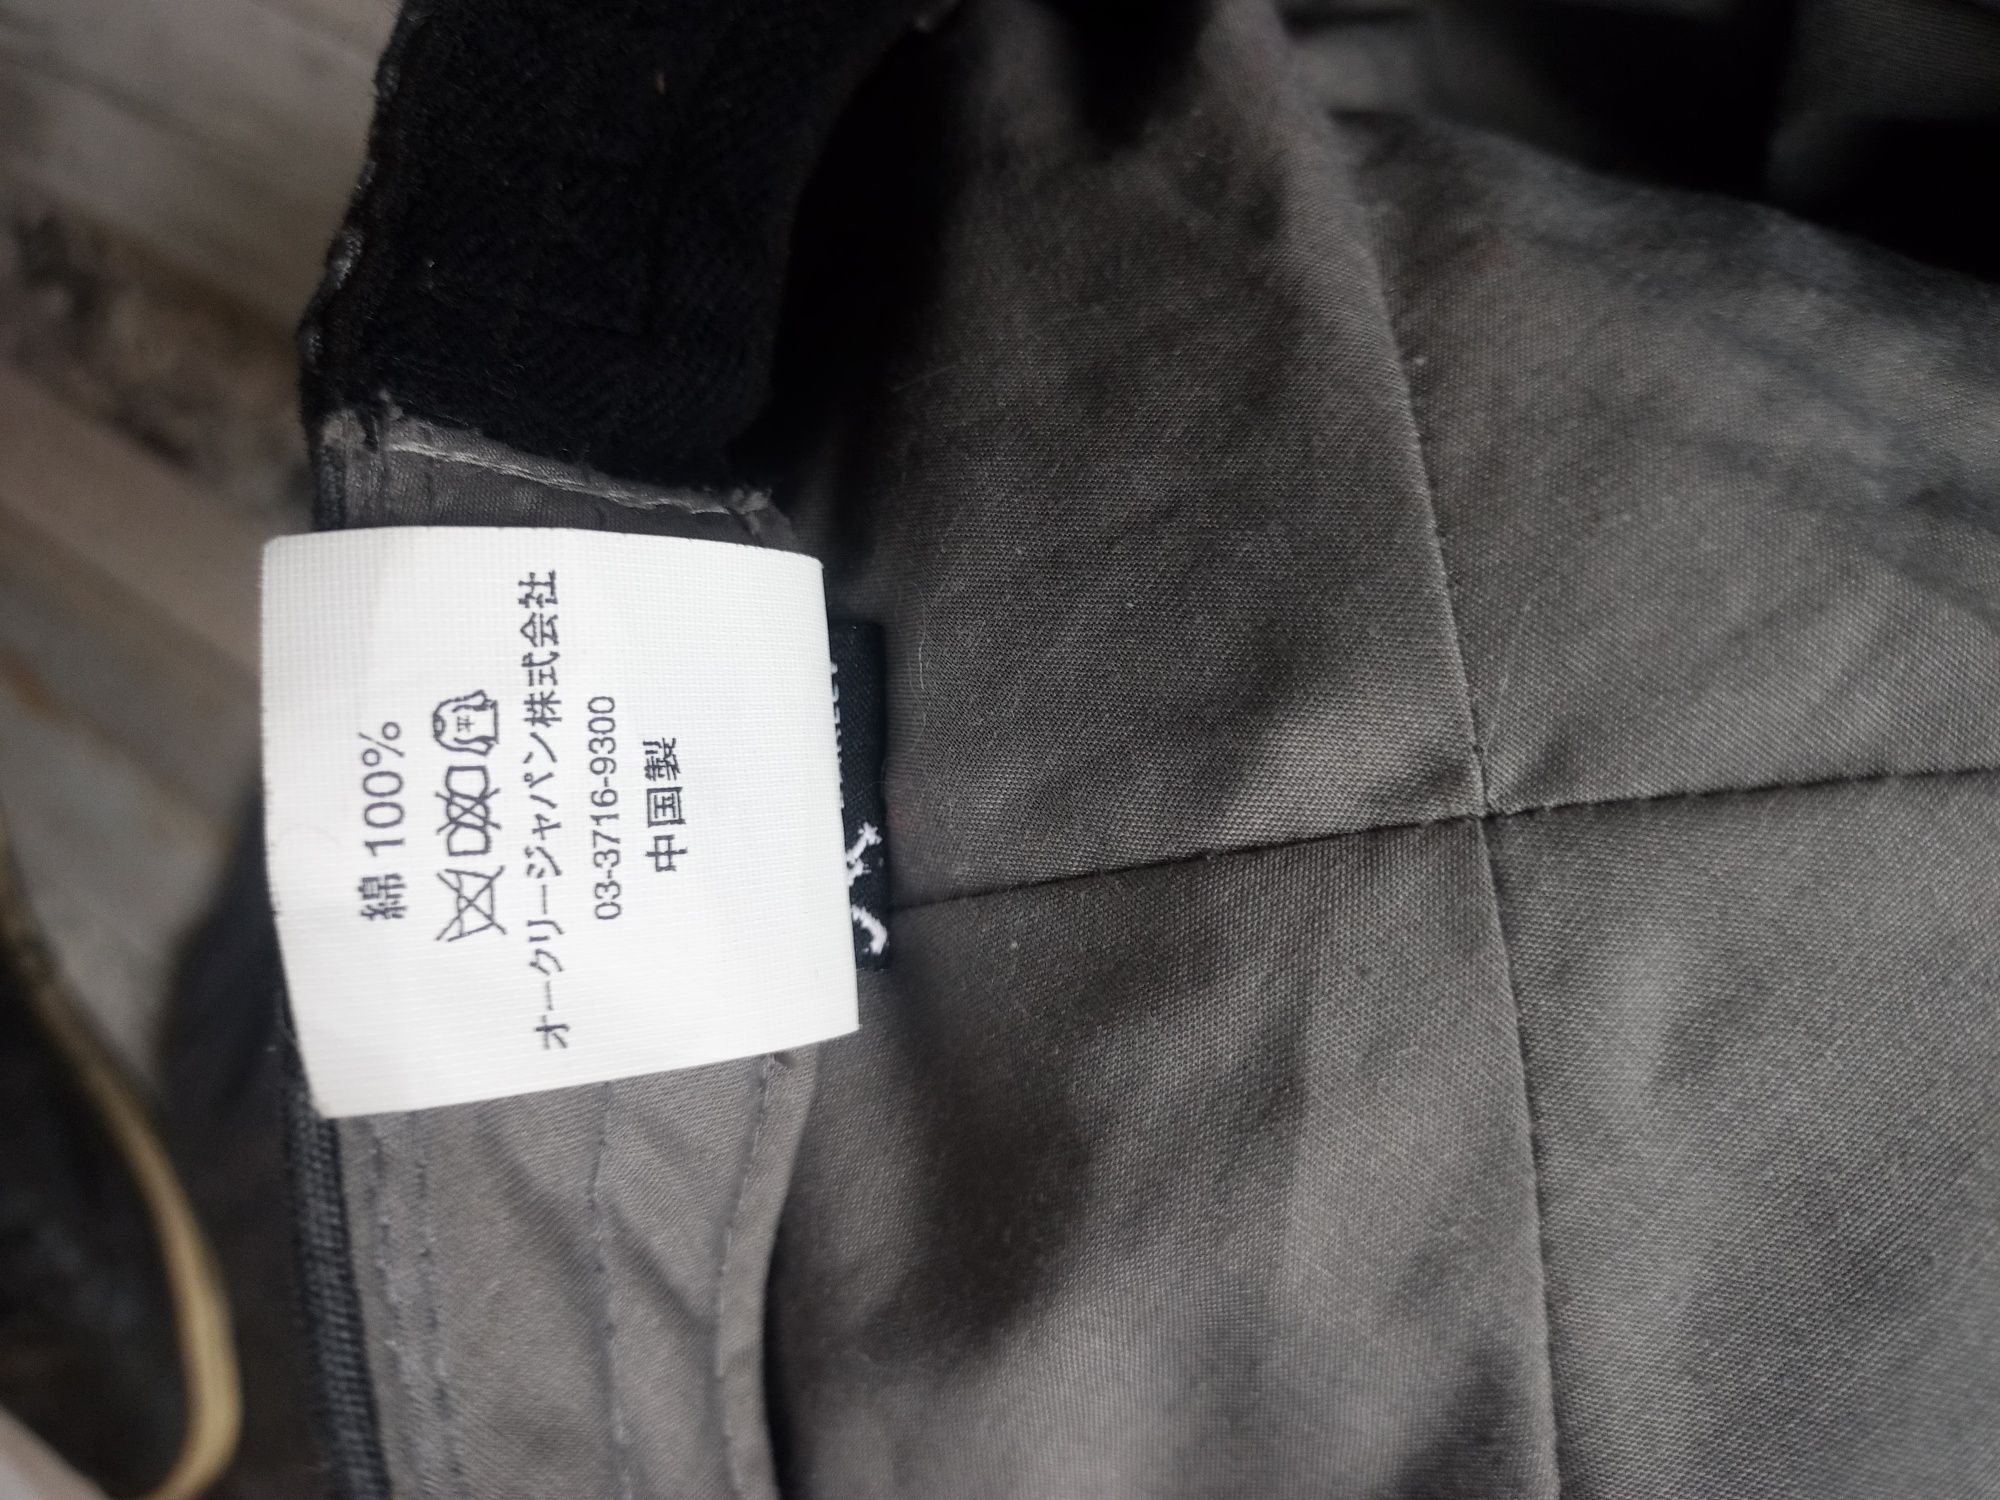 綿 100%
平
オークリージャパン株式会社
03-3716-9300
中国製